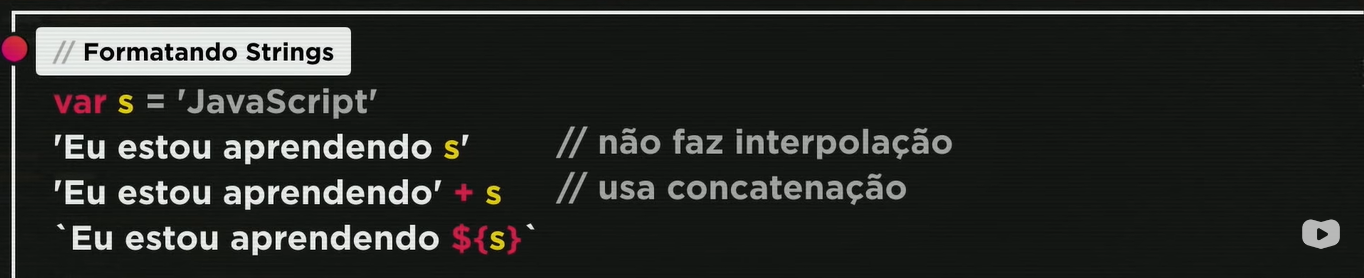 // Formatando Strings
var s = 'JavaScript'
'Eu estou aprendendo s' // não faz interpolação
'Eu estou aprendendo' + s // usa concatenação
`Eu estou aprendendo ${s}`